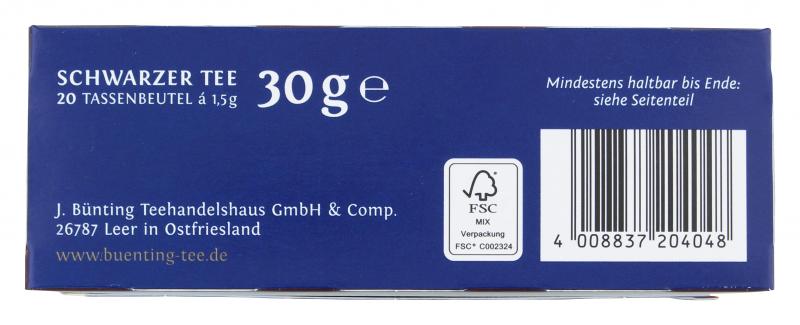 SCHWARZER TEE
20 TASSENBEUTEL á 1,5g
30 g ℮
Mindestens haltbar bis Ende:
siehe Seitenteil
J. Bünting Teehandelshaus GmbH & Comp.
26787 Leer in Ostfriesland
www.buenting-tee.de
FSC
MIX
Verpackung
FSC® C002324
4 008837 204048